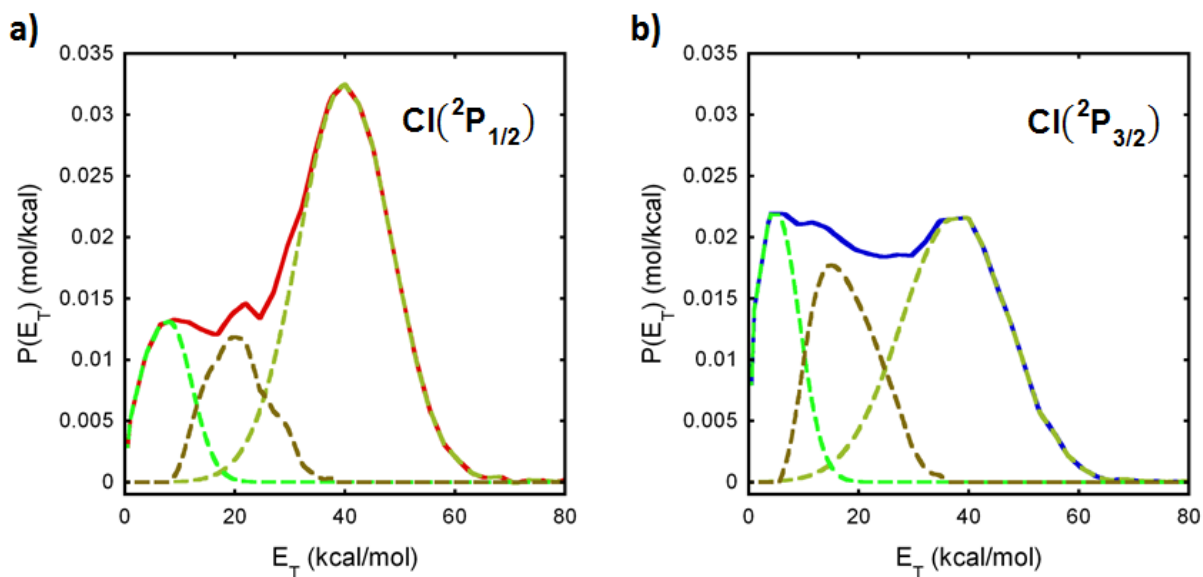 a)
0.035
0.03
0.025
0.02
0.015
0.01
0.005
0
P(E_T) (mol/kcal)
Cl(²P₁/₂)
0 20 40 60 80
E_T (kcal/mol)
b)
0.035
0.03
0.025
0.02
0.015
0.01
0.005
0
P(E_T) (mol/kcal)
Cl(²P₃/₂)
0 20 40 60 80
E_T (kcal/mol)